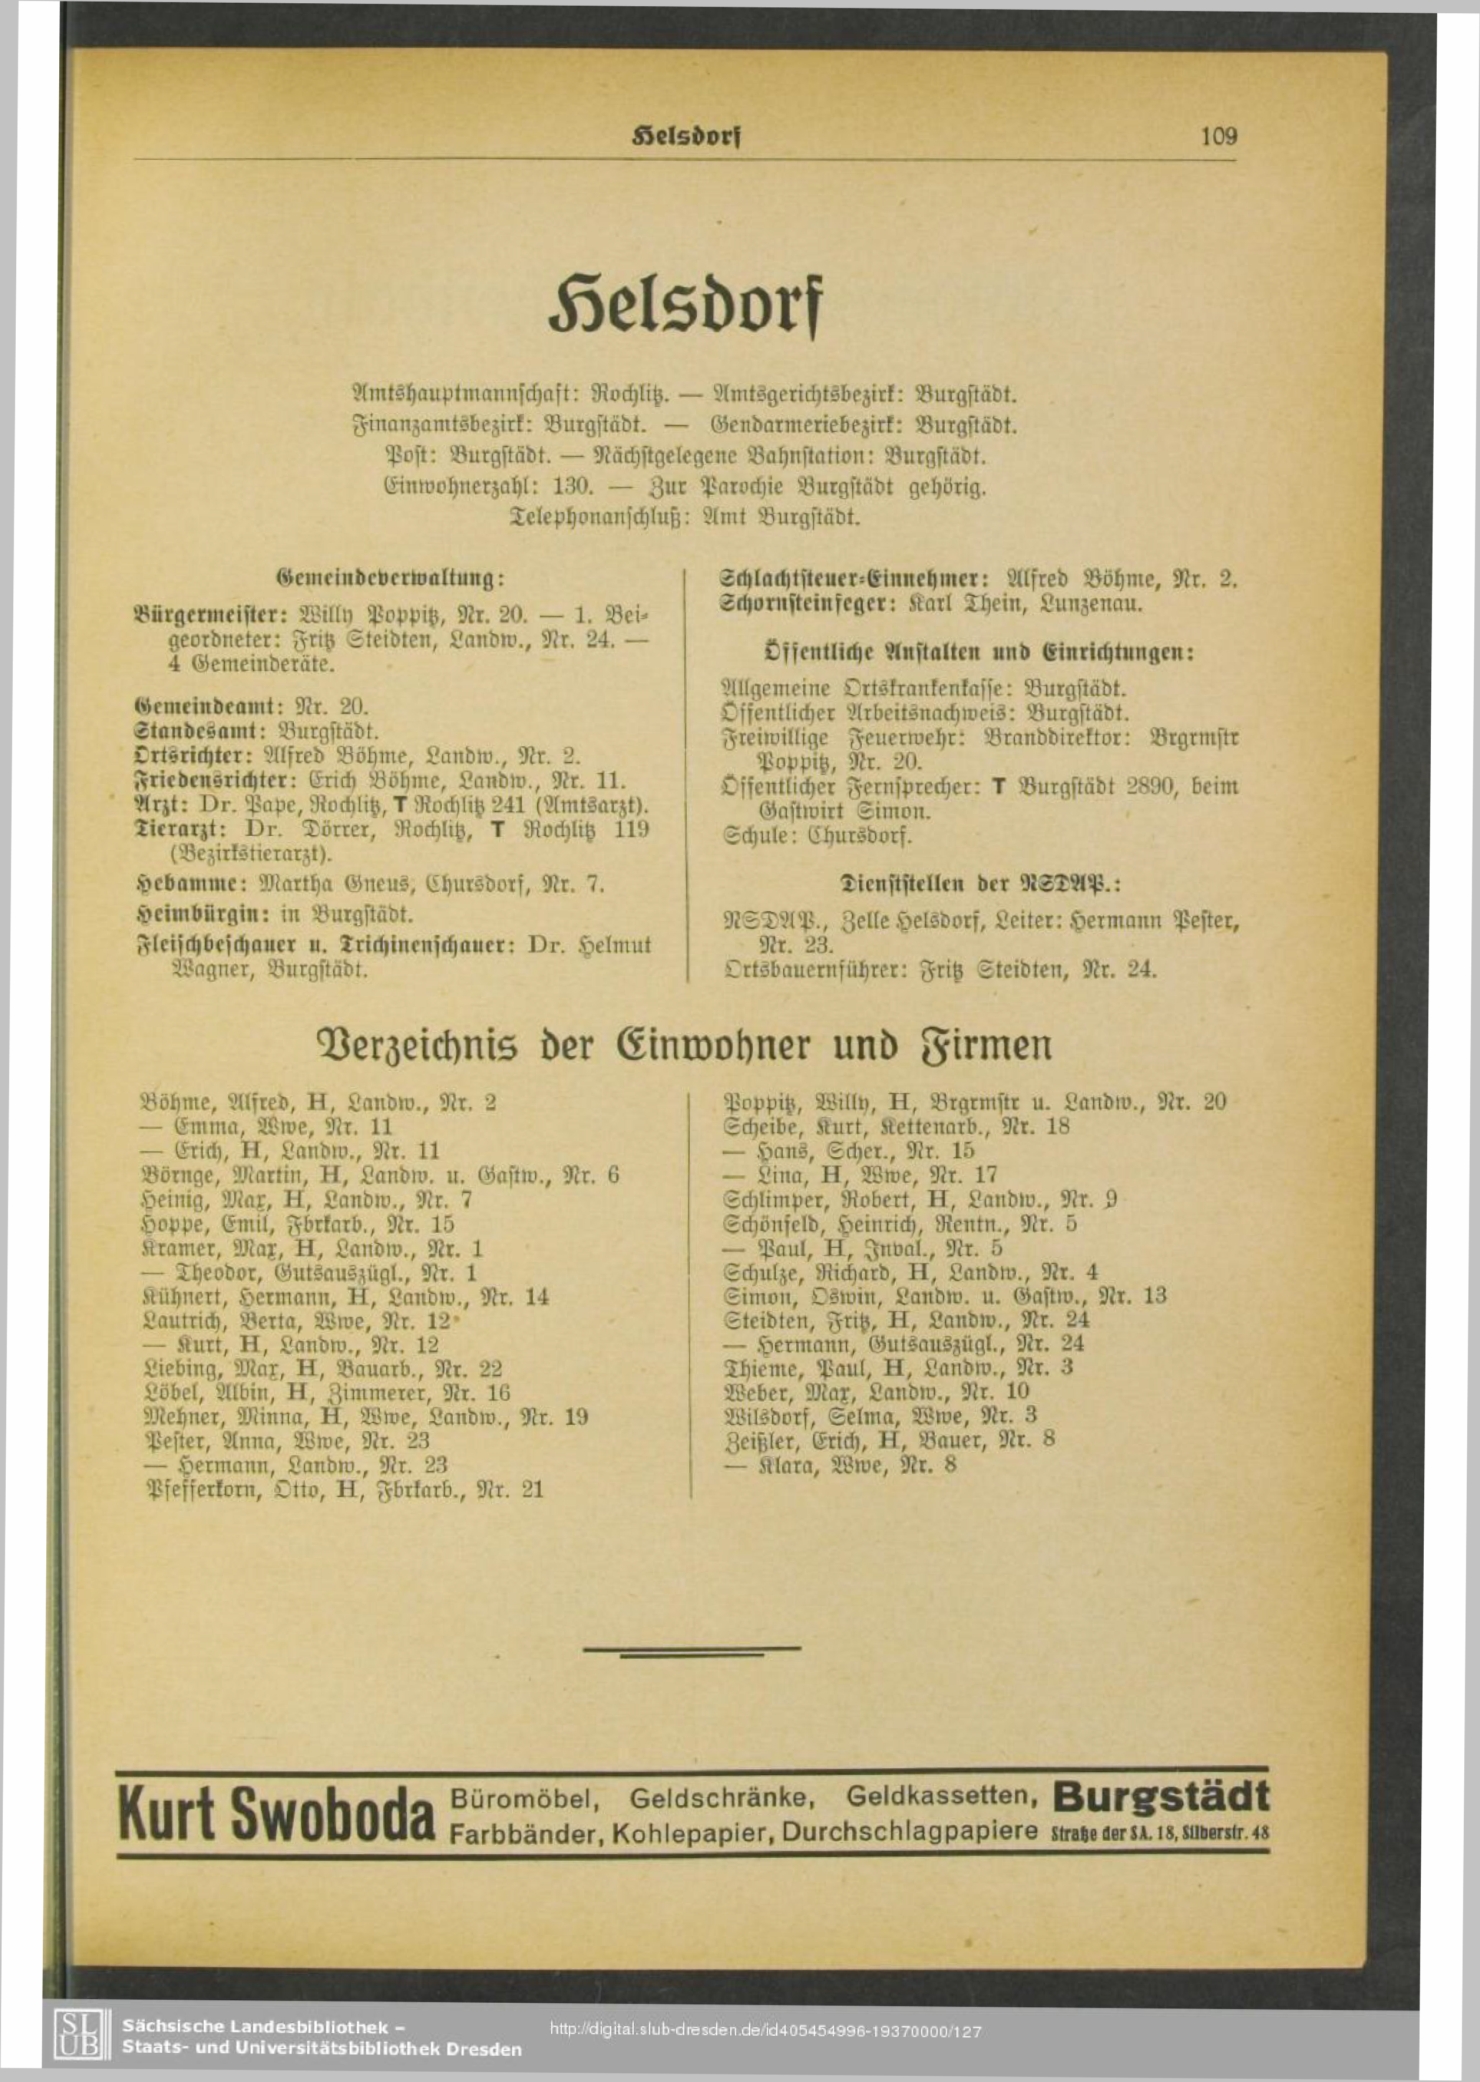 Helsdorf
109
Helsdorf
Amtshauptmannschaft: Rochlitz. — Amtsgerichtsbezirk: Burgstädt.
Finanzamtsbezirk: Burgstädt. — Gendarmeriebezirk: Burgstädt.
Post: Burgstädt. — Nächstgelegene Bahnstation: Burgstädt.
Einwohnerzahl: 130. — Zur Parochie Burgstädt gehörig.
Telephonanschluß: Amt Burgstädt.
Gemeindeverwaltung:
Bürgermeister: Willy Poppitz, Nr. 20. — 1. Bei-
geordneter: Fritz Steidten, Landw., Nr. 24. —
4 Gemeinderäte.
Gemeindeamt: Nr. 20.
Standesamt: Burgstädt.
Ortsrichter: Alfred Böhme, Landw., Nr. 2.
Friedensrichter: Erich Böhme, Landw., Nr. 11.
Arzt: Dr. Pape, Rochlitz, T Rochlitz 241 (Amtsarzt).
Tierarzt: Dr. Dörrer, Rochlitz, T Rochlitz 119
(Bezirkstierarzt).
Hebamme: Martha Gneus, Chursdorf, Nr. 7.
Heimbürgin: in Burgstädt.
Fleischbeschauer u. Trichinenschauer: Dr. Helmut
Wagner, Burgstädt.
Schlachtsteuer-Einnehmer: Alfred Böhme, Nr. 2.
Schornsteinfeger: Karl Thein, Lunzenau.
Öffentliche Anstalten und Einrichtungen:
Allgemeine Ortskrankenkasse: Burgstädt.
Öffentlicher Arbeitsnachweis: Burgstädt.
Freiwillige Feuerwehr: Branddirektor: Brgrmstr
Poppitz, Nr. 20.
Öffentlicher Fernsprecher: T Burgstädt 2890, beim
Gastwirt Simon.
Schule: Chursdorf.
Dienststellen der NSDAP.:
NSDAP., Zelle Helsdorf, Leiter: Hermann Pester,
Nr. 23.
Ortsbauernführer: Fritz Steidten, Nr. 24.
Verzeichnis der Einwohner und Firmen
Böhme, Alfred, H, Landw., Nr. 2
— Emma, Wwe, Nr. 11
— Erich, H, Landw., Nr. 11
Börnge, Martin, H, Landw. u. Gastw., Nr. 6
Heinig, Max, H, Landw., Nr. 7
Hoppe, Emil, Fbrkarb., Nr. 15
Kramer, Max, H, Landw., Nr. 1
— Theodor, Gutsauszügl., Nr. 1
Kühnert, Hermann, H, Landw., Nr. 14
Lautrich, Berta, Wwe, Nr. 12
— Kurt, H, Landw., Nr. 12
Liebing, Max, H, Bauarb., Nr. 22
Löbel, Albin, H, Zimmerer, Nr. 16
Mehner, Minna, H, Wwe, Landw., Nr. 19
Pester, Anna, Wwe, Nr. 23
— Hermann, Landw., Nr. 23
Pfefferkorn, Otto, H, Fbrkarb., Nr. 21
Poppitz, Willy, H, Brgrmstr u. Landw., Nr. 20
Scheibe, Kurt, Kettenarb., Nr. 18
— Hans, Scher., Nr. 15
— Lina, H, Wwe, Nr. 17
Schlimper, Robert, H, Landw., Nr. 9
Schönfeld, Heinrich, Rentn., Nr. 5
— Paul, H, Inval., Nr. 5
Schulze, Richard, H, Landw., Nr. 4
Simon, Oswin, Landw. u. Gastw., Nr. 13
Steidten, Fritz, H, Landw., Nr. 24
— Hermann, Gutsauszügl., Nr. 24
Thieme, Paul, H, Landw., Nr. 3
Weber, Max, Landw., Nr. 10
Wilsdorf, Selma, Wwe, Nr. 3
Zeißler, Erich, H, Bauer, Nr. 8
— Klara, Wwe, Nr. 8
Kurt Swoboda
Büromöbel, Geldschränke, Geldkassetten,
Farbbänder, Kohlepapier, Durchschlagpapiere
Burgstädt
Straße der SA. 18, Silberstr. 48
SLUB
Sächsische Landesbibliothek –
Staats- und Universitätsbibliothek Dresden
http://digital.slub-dresden.de/id405454996-19370000/127